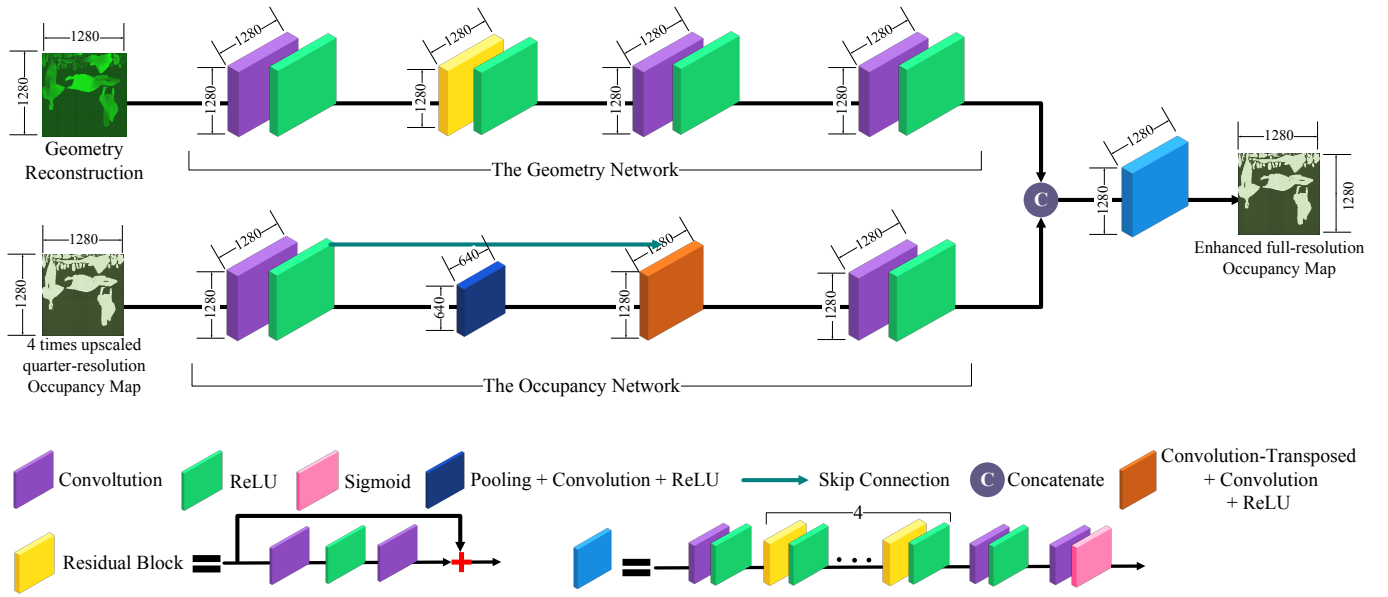 1280
1280
1280
1280
1280
1280
1280
1280
1280
1280
Geometry
Reconstruction
The Geometry Network
C
1280
1280
1280
1280
Enhanced full-resolution
Occupancy Map
1280
1280
1280
1280
640
640
1280
1280
1280
1280
4 times upscaled
quarter-resolution
Occupancy Map
The Occupancy Network
Convoltution
ReLU
Sigmoid
Pooling + Convolution + ReLU
Skip Connection
C
Concatenate
Convolution-Transposed
+ Convolution
+ ReLU
Residual Block
=
+
=
4
...